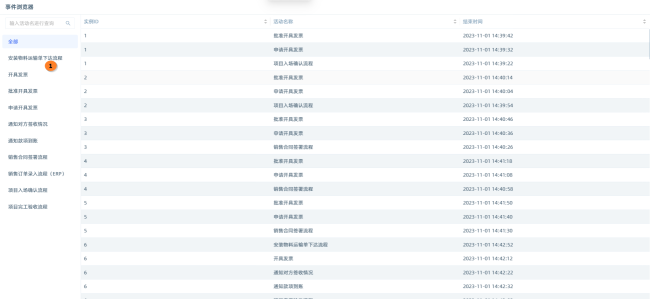 事件浏览器
输入活动名进行查询
实例ID 活动名称 结束时间
全部
安装物料运输单下达流程
1
开具发票
批准开具发票
申请开具发票
通知对方签收情况
通知款项到账
销售合同签署流程
销售订单录入流程（ERP）
项目入场确认流程
项目完工验收流程
1 批准开具发票 2023-11-01 14:39:42
1 申请开具发票 2023-11-01 14:39:32
1 项目入场确认流程 2023-11-01 14:39:22
2 批准开具发票 2023-11-01 14:40:14
2 申请开具发票 2023-11-01 14:40:04
2 项目入场确认流程 2023-11-01 14:39:54
3 批准开具发票 2023-11-01 14:40:46
3 申请开具发票 2023-11-01 14:40:36
3 销售合同签署流程 2023-11-01 14:40:26
4 批准开具发票 2023-11-01 14:41:18
4 申请开具发票 2023-11-01 14:41:08
4 销售合同签署流程 2023-11-01 14:40:58
5 批准开具发票 2023-11-01 14:41:50
5 申请开具发票 2023-11-01 14:41:40
5 销售合同签署流程 2023-11-01 14:41:30
6 安装物料运输单下达流程 2023-11-01 14:42:52
6 开具发票 2023-11-01 14:42:12
6 通知对方签收情况 2023-11-01 14:42:22
6 通知款项到账 2023-11-01 14:42:32